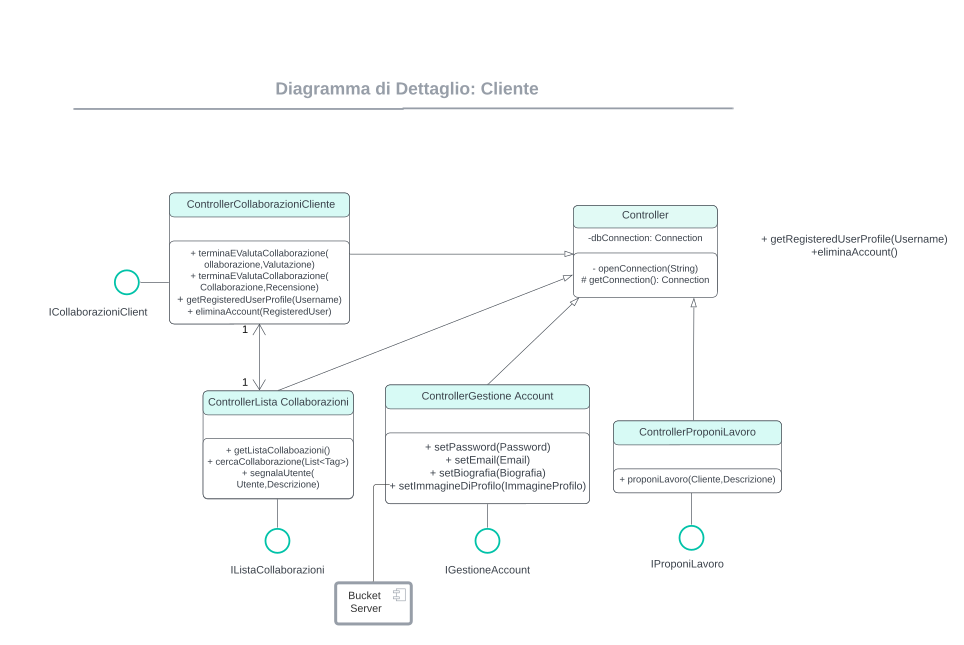 Diagramma di Dettaglio: Cliente
ControllerCollaborazioniCliente
+ terminaEValutaCollaborazione(
ollaborazione,Valutazione)
+ terminaEValutaCollaborazione(
Collaborazione,Recensione)
+ getRegisteredUserProfile(Username)
+ eliminaAccount(RegisteredUser)
ICollaborazioniClient
Controller
-dbConnection: Connection
- openConnection(String)
# getConnection(): Connection
+ getRegisteredUserProfile(Username)
+eliminaAccount()
1
1
ControllerLista Collaborazioni
+ getListaCollaboazioni()
+ cercaCollaborazione(List<Tag>)
+ segnalaUtente(
Utente,Descrizione)
IListaCollaborazioni
ControllerGestione Account
+ setPassword(Password)
+ setEmail(Email)
+ setBiografia(Biografia)
+ setImmagineDiProfilo(ImmagineProfilo)
IGestioneAccount
ControllerProponiLavoro
+ proponiLavoro(Cliente,Descrizione)
IProponiLavoro
Bucket
Server